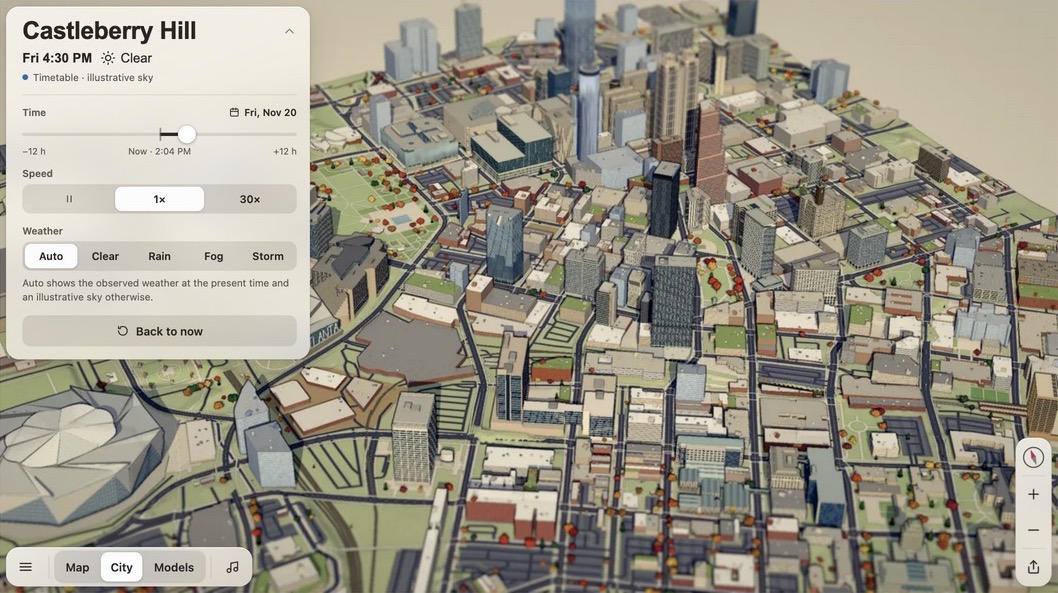 Castleberry Hill
Fri 4:30 PM Clear
Timetable · illustrative sky
Time Fri, Nov 20
−12 h Now · 2:04 PM +12 h
Speed
1× 30×
Weather
Auto Clear Rain Fog Storm
Auto shows the observed weather at the present time and
an illustrative sky otherwise.
Back to now
LANTA
Map City Models